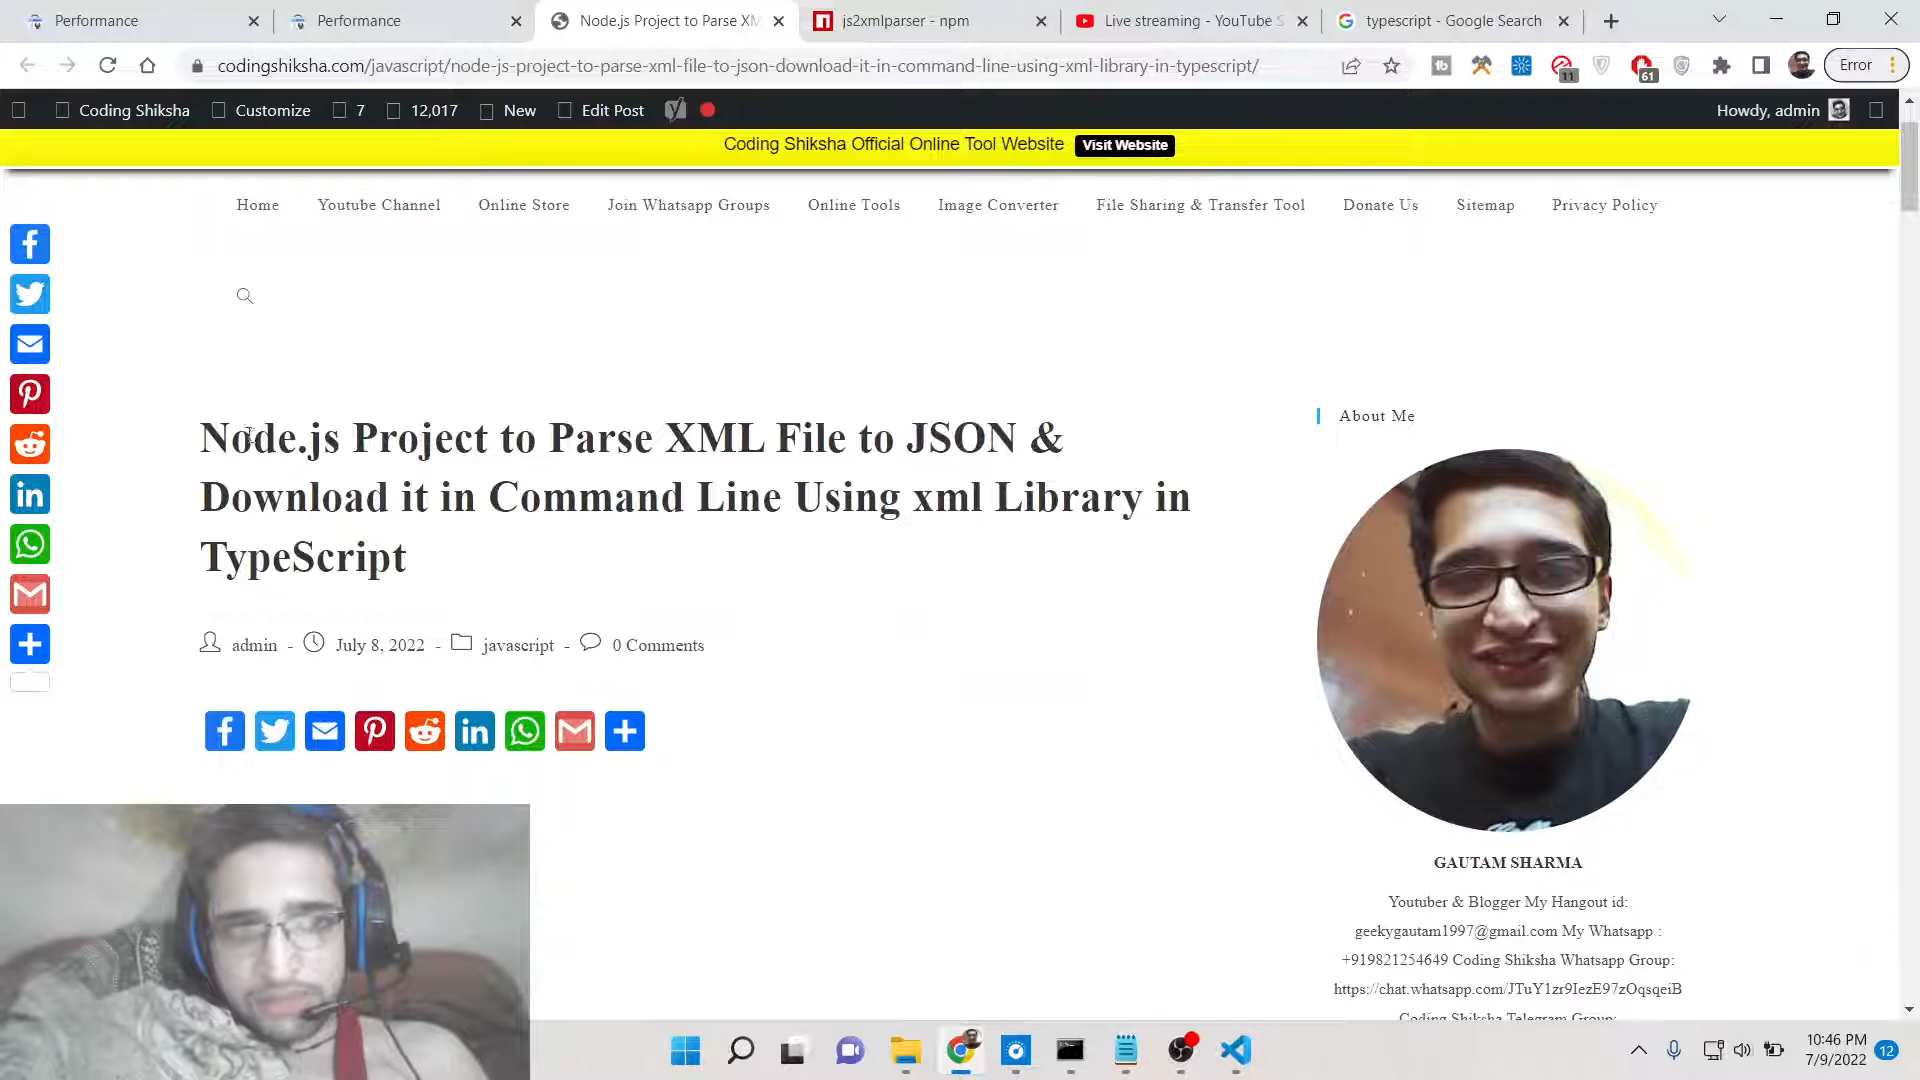 Performance
Performance
Node.js Project to Parse XM
js2xmlparser - npm
Live streaming - YouTube S
typescript - Google Search
codingshiksha.com/javascript/node-js-project-to-parse-xml-file-to-json-download-it-in-command-line-using-xml-library-in-typescript/
11
61
Error
Coding Shiksha
Customize
7
12,017
New
Edit Post
Howdy, admin
Coding Shiksha Official Online Tool Website
Visit Website
Home
Youtube Channel
Online Store
Join Whatsapp Groups
Online Tools
Image Converter
File Sharing & Transfer Tool
Donate Us
Sitemap
Privacy Policy
Node.js Project to Parse XML File to JSON &
Download it in Command Line Using xml Library in
TypeScript
admin - July 8, 2022 - javascript - 0 Comments
About Me
GAUTAM SHARMA
Youtuber & Blogger My Hangout id:
geekygautam1997@gmail.com My Whatsapp :
+919821254649 Coding Shiksha Whatsapp Group:
https://chat.whatsapp.com/JTuY1zr9IezE97zOqsqeiB
Coding Shiksha Telegram Group:
10:46 PM
7/9/2022
12